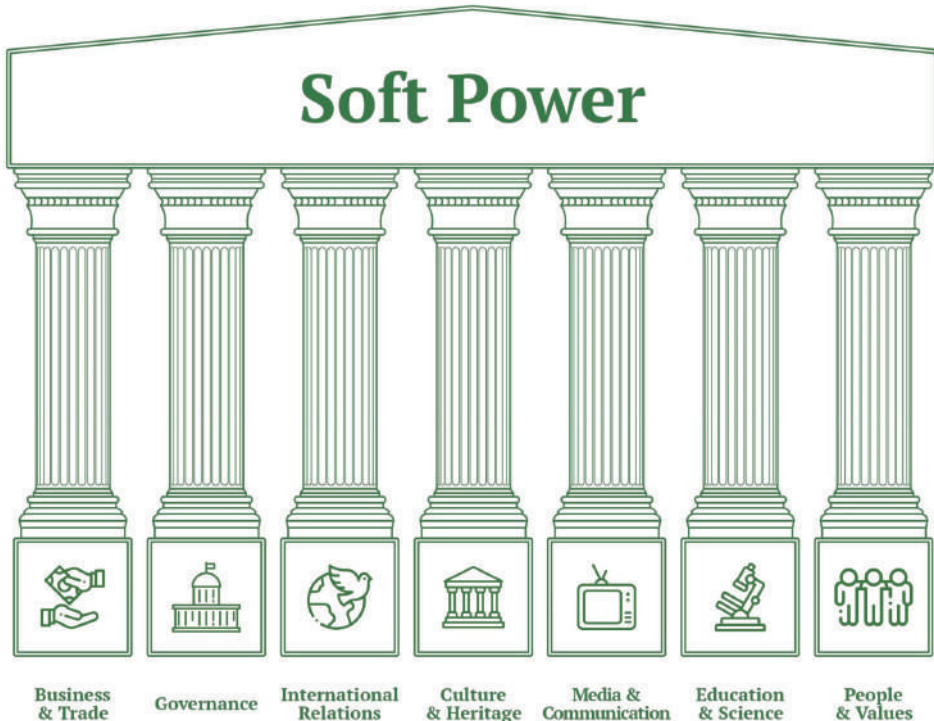 Soft Power
Business
& Trade
Governance
International
Relations
Culture
& Heritage
Media &
Communication
Education
& Science
People
& Values